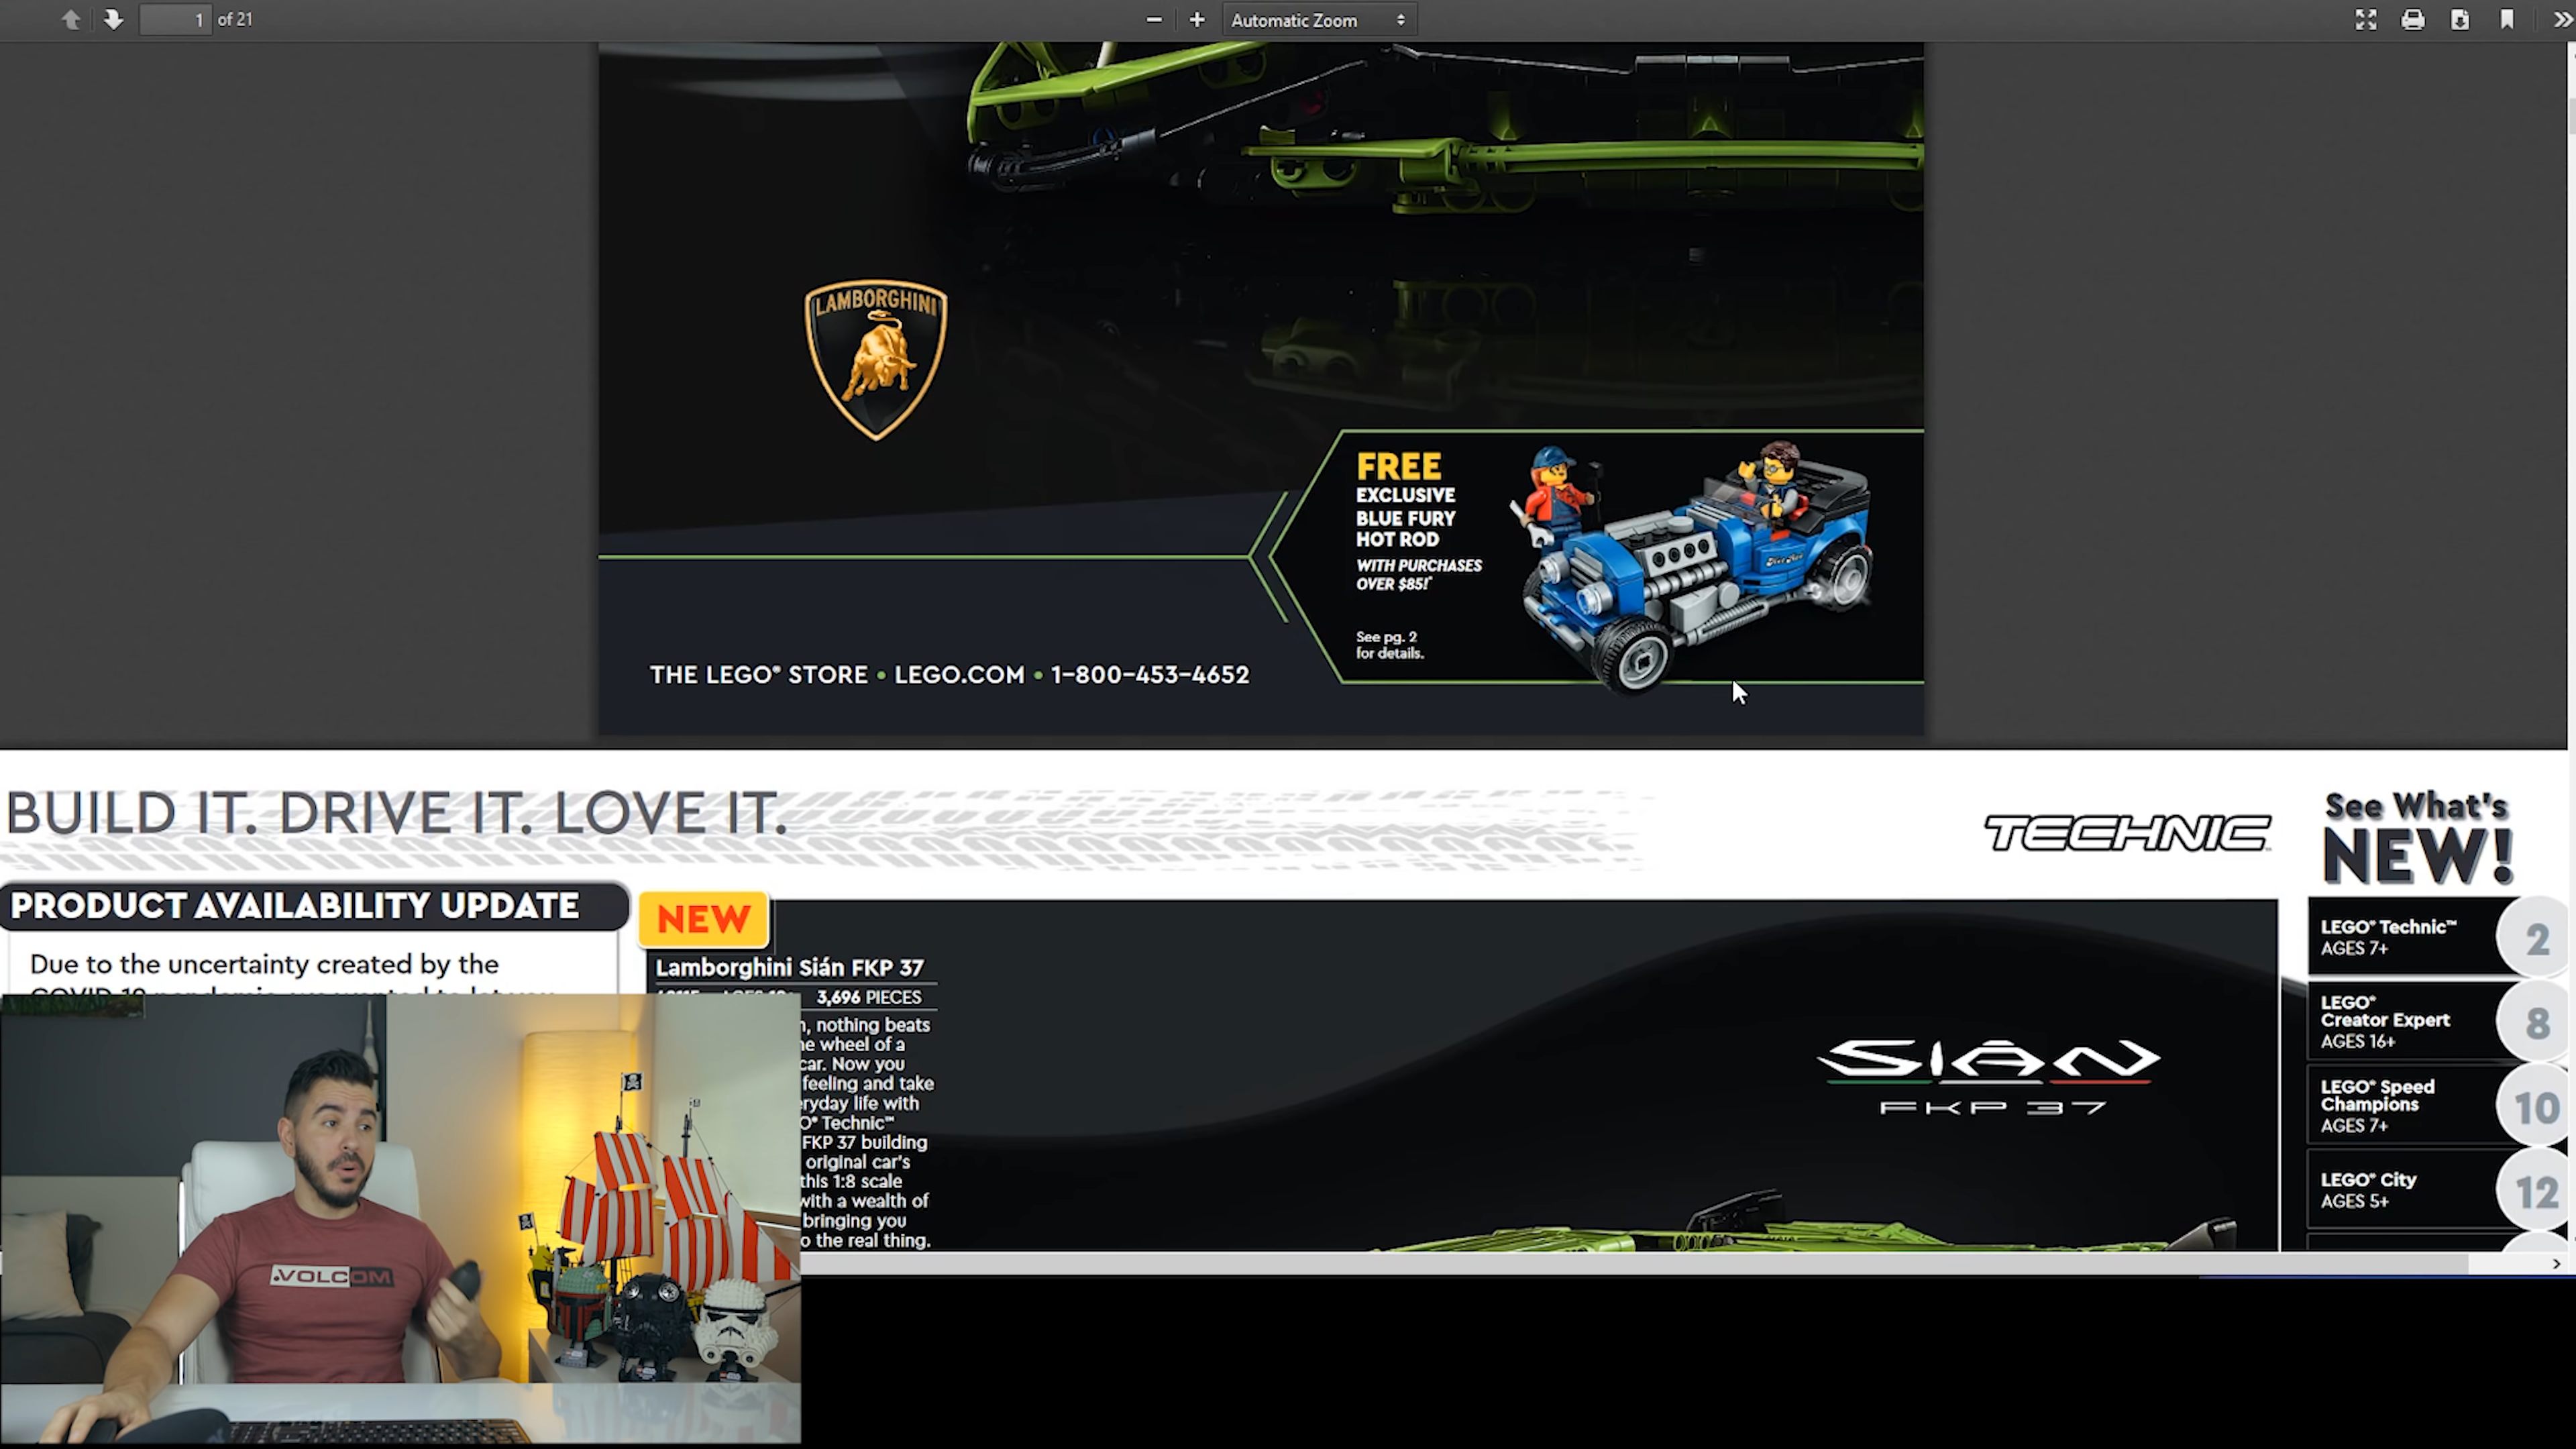 1 of 21
Automatic Zoom
LAMBORGHINI
FREE
EXCLUSIVE
BLUE FURY
HOT ROD
WITH PURCHASES
OVER $85!*
See pg. 2
for details.
THE LEGO® STORE • LEGO.COM • 1-800-453-4652
BUILD IT. DRIVE IT. LOVE IT.
TECHNIC
PRODUCT AVAILABILITY UPDATE
Due to the uncertainty created by the
NEW
Lamborghini Sián FKP 37
3,696 PIECES
nothing beats
wheel of a
car. Now you
feeling and take
life with
Technic™
FKP 37 building
original car's
this 1:8 scale
with a wealth of
bringing you
the real thing.
SIÁN
FKP 37
See What's
NEW!
LEGO® Technic™
AGES 7+
2
LEGO®
Creator Expert
AGES 16+
8
LEGO® Speed
Champions
AGES 7+
10
LEGO® City
AGES 5+
12
VOLCOM